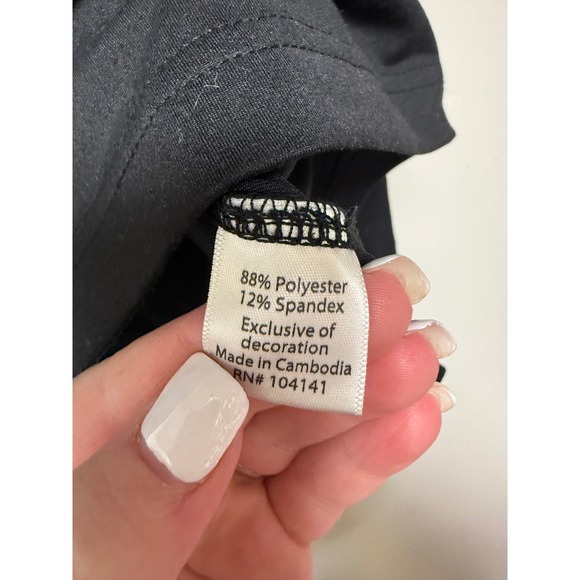 88% Polyester
12% Spandex
Exclusive of
decoration
Made in Cambodia
RN# 104141